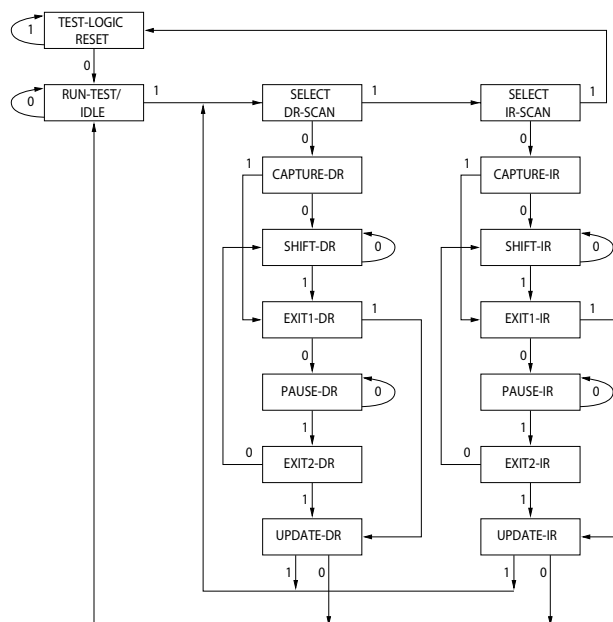 TEST-LOGIC
RESET
1
0
RUN-TEST/
IDLE
0
1
SELECT
DR-SCAN
1
SELECT
IR-SCAN
1
0
0
1
CAPTURE-DR
1
CAPTURE-IR
0
0
SHIFT-DR
0
SHIFT-IR
0
1
1
EXIT1-DR
1
EXIT1-IR
1
0
0
PAUSE-DR
0
PAUSE-IR
0
1
1
0
EXIT2-DR
0
EXIT2-IR
1
1
UPDATE-DR
UPDATE-IR
1
0
1
0